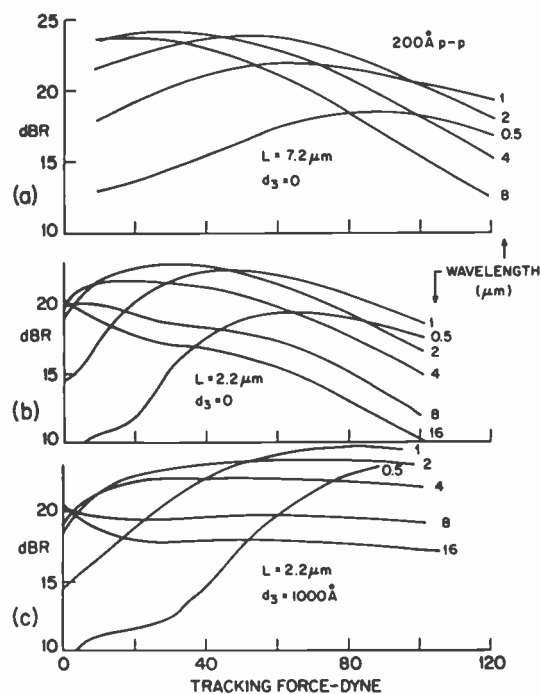 25
200Å p-p
20
1
2
dBR
0.5
15
L = 7.2 μm
4
(a)
d3 = 0
8
10
WAVELENGTH
(μm)
20
1
0.5
dBR
2
15
4
L = 2.2 μm
(b)
d3 = 0
8
10
16
1
0.5
2
4
20
8
dBR
16
15
L = 2.2 μm
(c)
d3 = 1000Å
10
0
20
40
60
80
100
120
TRACKING FORCE-DYNE